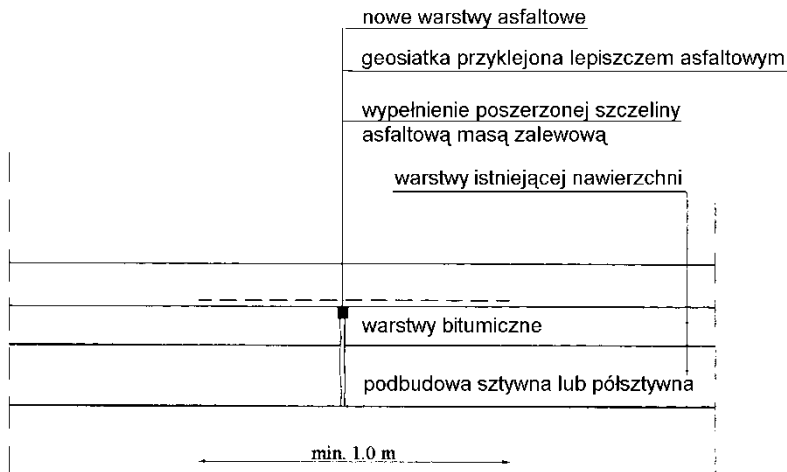 nowe warstwy asfaltowe
geosiatka przyklejona lepiszczem asfaltowym
wypełnienie poszerzonej szczeliny
asfaltową masą zalewową
warstwy istniejącej nawierzchni
warstwy bitumiczne
podbudowa sztywna lub półsztywna
min. 1.0 m